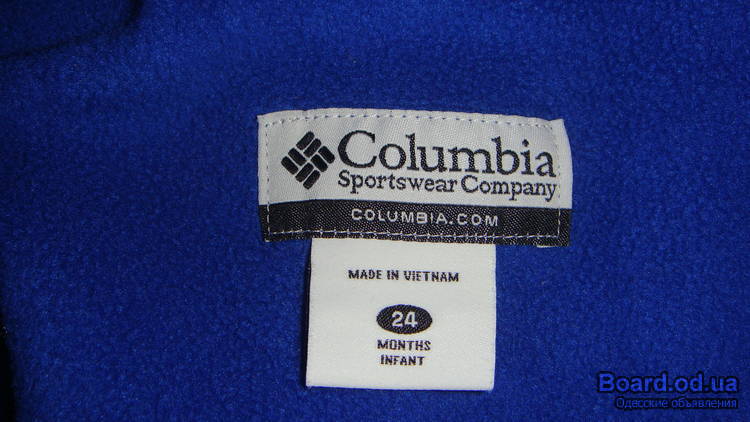 Columbia
Sportswear Company
COLUMBIA.COM
MADE IN VIETNAM
24
MONTHS
INFANT
Board.od.ua
Одесские объявления